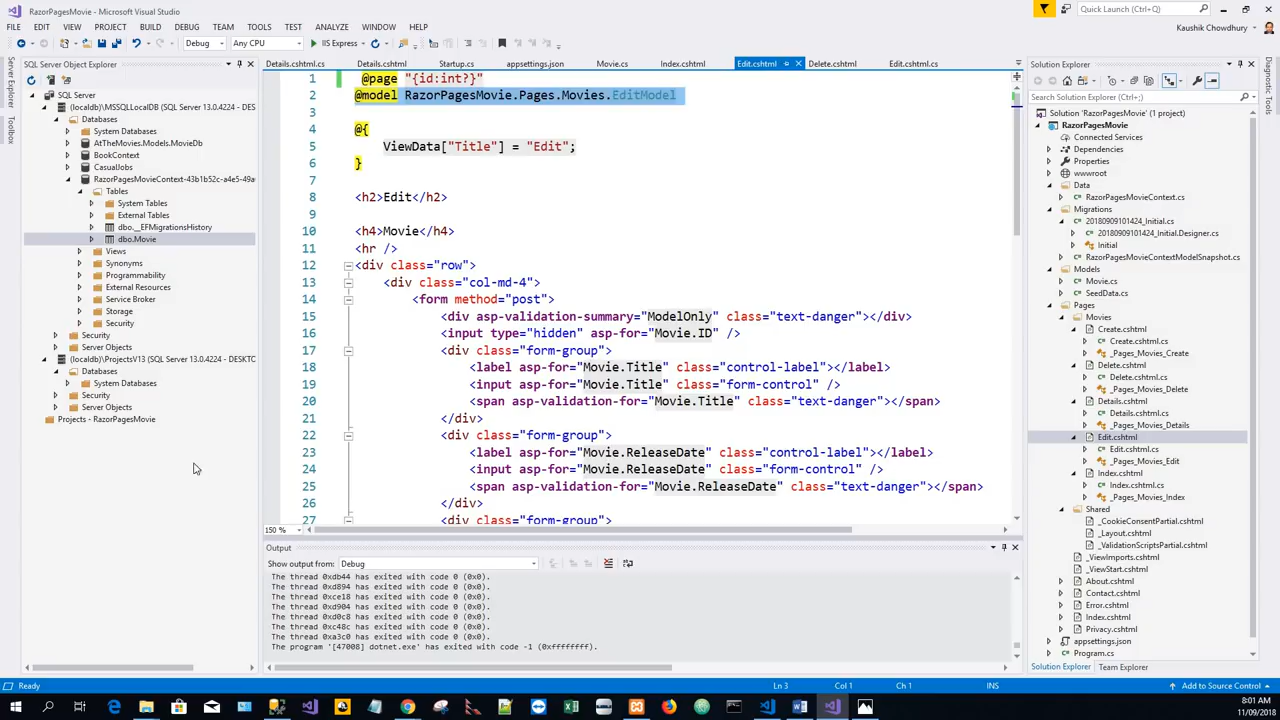 RazorPagesMovie - Microsoft Visual Studio
Quick Launch (Ctrl+Q)
FILE EDIT VIEW PROJECT BUILD DEBUG TEAM TOOLS TEST ANALYZE WINDOW HELP
Kaushik Chowdhury
Debug Any CPU IIS Express
SQL Server Object Explorer
SQL Server
(localdb)\MSSQLLocalDB (SQL Server 13.0.4224 - DESKTO
Databases
System Databases
AtTheMovies.Models.MovieDb
BookContext
CasualJobs
RazorPagesMovieContext-43b1b52c-a4e5-49a
Tables
System Tables
External Tables
dbo.__EFMigrationsHistory
dbo.Movie
Views
Synonyms
Programmability
External Resources
Service Broker
Storage
Security
Security
Server Objects
(localdb)\ProjectsV13 (SQL Server 13.0.4224 - DESKTC
Databases
System Databases
Security
Server Objects
Projects - RazorPagesMovie
Server Explorer
Toolbox
Details.cshtml.cs Details.cshtml Startup.cs appsettings.json Movie.cs Index.cshtml Edit.cshtml Delete.cshtml Edit.cshtml.cs
1 @page "{id:int?}"
2 @model RazorPagesMovie.Pages.Movies.EditModel
3
4 @{
5 ViewData["Title"] = "Edit";
6 }
7
8 <h2>Edit</h2>
9
10 <h4>Movie</h4>
11 <hr />
12 <div class="row">
13 <div class="col-md-4">
14 <form method="post">
15 <div asp-validation-summary="ModelOnly" class="text-danger"></div>
16 <input type="hidden" asp-for="Movie.ID" />
17 <div class="form-group">
18 <label asp-for="Movie.Title" class="control-label"></label>
19 <input asp-for="Movie.Title" class="form-control" />
20 <span asp-validation-for="Movie.Title" class="text-danger"></span>
21 </div>
22 <div class="form-group">
23 <label asp-for="Movie.ReleaseDate" class="control-label"></label>
24 <input asp-for="Movie.ReleaseDate" class="form-control" />
25 <span asp-validation-for="Movie.ReleaseDate" class="text-danger"></span>
26 </div>
27 <div class="form-group">
150 %
Output
Show output from: Debug
The thread 0xdb44 has exited with code 0 (0x0).
The thread 0xd894 has exited with code 0 (0x0).
The thread 0xce18 has exited with code 0 (0x0).
The thread 0xd904 has exited with code 0 (0x0).
The thread 0xd0c8 has exited with code 0 (0x0).
The thread 0xc48c has exited with code 0 (0x0).
The thread 0xa3c0 has exited with code 0 (0x0).
The program '[47008] dotnet.exe' has exited with code -1 (0xffffffff).
Solution Explorer
Search Solution Explorer (Ctrl+;)
Solution 'RazorPagesMovie' (1 project)
RazorPagesMovie
Connected Services
Dependencies
Properties
wwwroot
Data
RazorPagesMovieContext.cs
Migrations
20180909101424_Initial.cs
20180909101424_Initial.Designer.cs
Initial
RazorPagesMovieContextModelSnapshot.cs
Models
Movie.cs
SeedData.cs
Pages
Movies
Create.cshtml
Create.cshtml.cs
_Pages_Movies_Create
Delete.cshtml
Delete.cshtml.cs
_Pages_Movies_Delete
Details.cshtml
Details.cshtml.cs
_Pages_Movies_Details
Edit.cshtml
Edit.cshtml.cs
_Pages_Movies_Edit
Index.cshtml
Index.cshtml.cs
_Pages_Movies_Index
Shared
_CookieConsentPartial.cshtml
_Layout.cshtml
_ValidationScriptsPartial.cshtml
_ViewImports.cshtml
_ViewStart.cshtml
About.cshtml
Contact.cshtml
Error.cshtml
Index.cshtml
Privacy.cshtml
appsettings.json
Program.cs
Solution Explorer Team Explorer
Diagnostic Tools
Ready Ln 3 Col 1 Ch 1 INS Add to Source Control
8:01 AM
11/09/2018